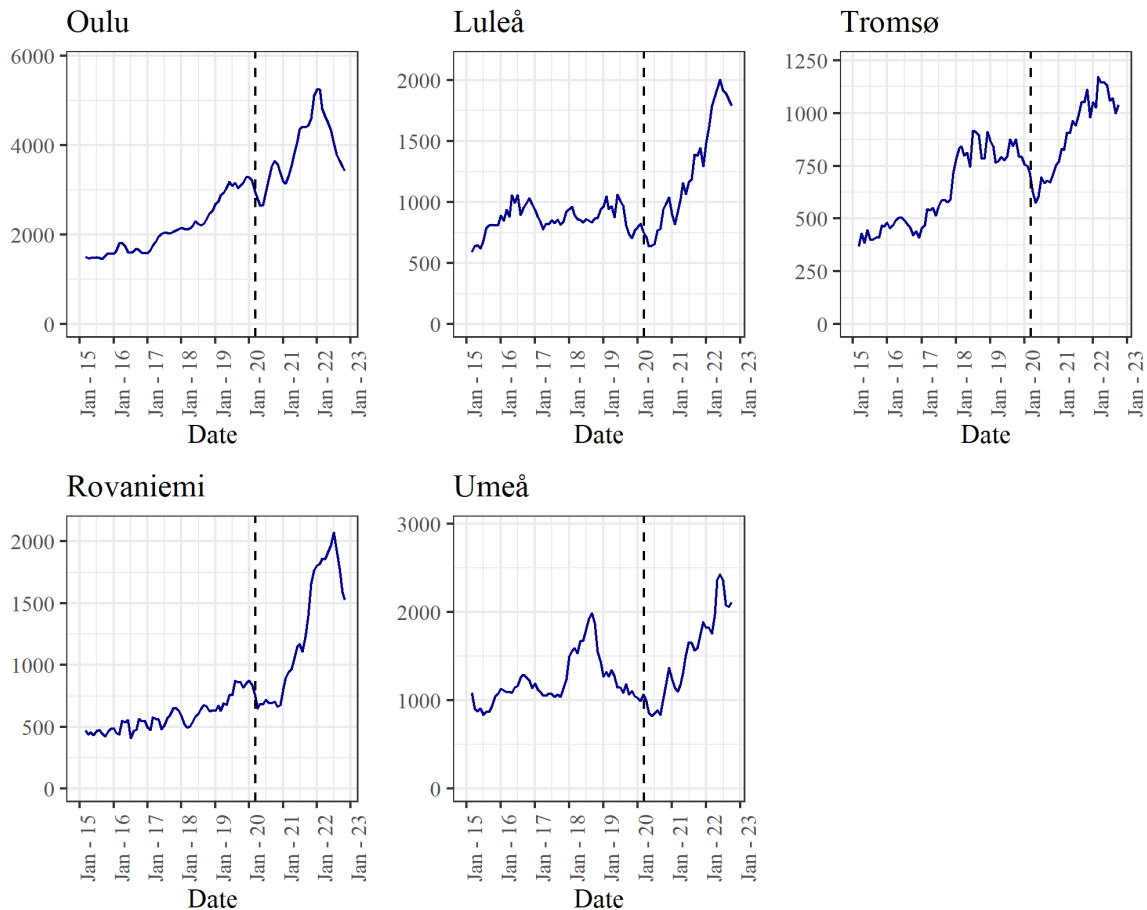 Oulu
6000
4000
2000
0
Jan - 15
Jan - 16
Jan - 17
Jan - 18
Jan - 19
Jan - 20
Jan - 21
Jan - 22
Jan - 23
Date
Luleå
2000
1500
1000
500
0
Jan - 15
Jan - 16
Jan - 17
Jan - 18
Jan - 19
Jan - 20
Jan - 21
Jan - 22
Jan - 23
Date
Tromsø
1250
1000
750
500
250
0
Jan - 15
Jan - 16
Jan - 17
Jan - 18
Jan - 19
Jan - 20
Jan - 21
Jan - 22
Jan - 23
Date
Rovaniemi
2000
1500
1000
500
0
Jan - 15
Jan - 16
Jan - 17
Jan - 18
Jan - 19
Jan - 20
Jan - 21
Jan - 22
Jan - 23
Date
Umeå
3000
2000
1000
0
Jan - 15
Jan - 16
Jan - 17
Jan - 18
Jan - 19
Jan - 20
Jan - 21
Jan - 22
Jan - 23
Date